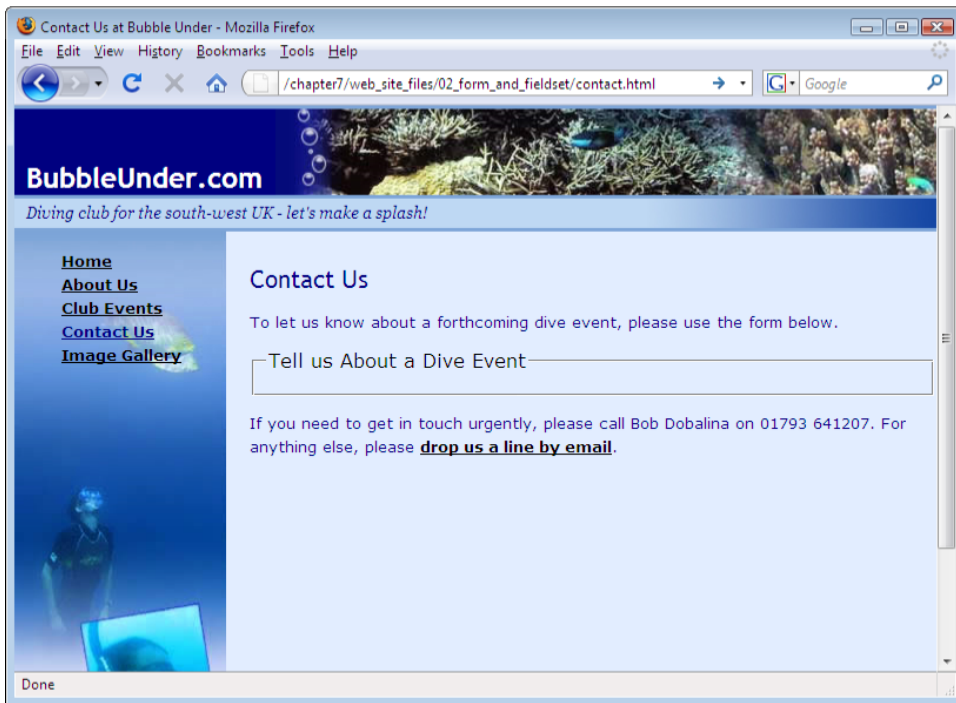 Contact Us at Bubble Under - Mozilla Firefox
File Edit View History Bookmarks Tools Help
/chapter7/web_site_files/02_form_and_fieldset/contact.html
G Google
BubbleUnder.com
Diving club for the south-west UK - let's make a splash!
Home
About Us
Club Events
Contact Us
Image Gallery
Contact Us
To let us know about a forthcoming dive event, please use the form below.
Tell us About a Dive Event
If you need to get in touch urgently, please call Bob Dobalina on 01793 641207. For
anything else, please drop us a line by email.
Done